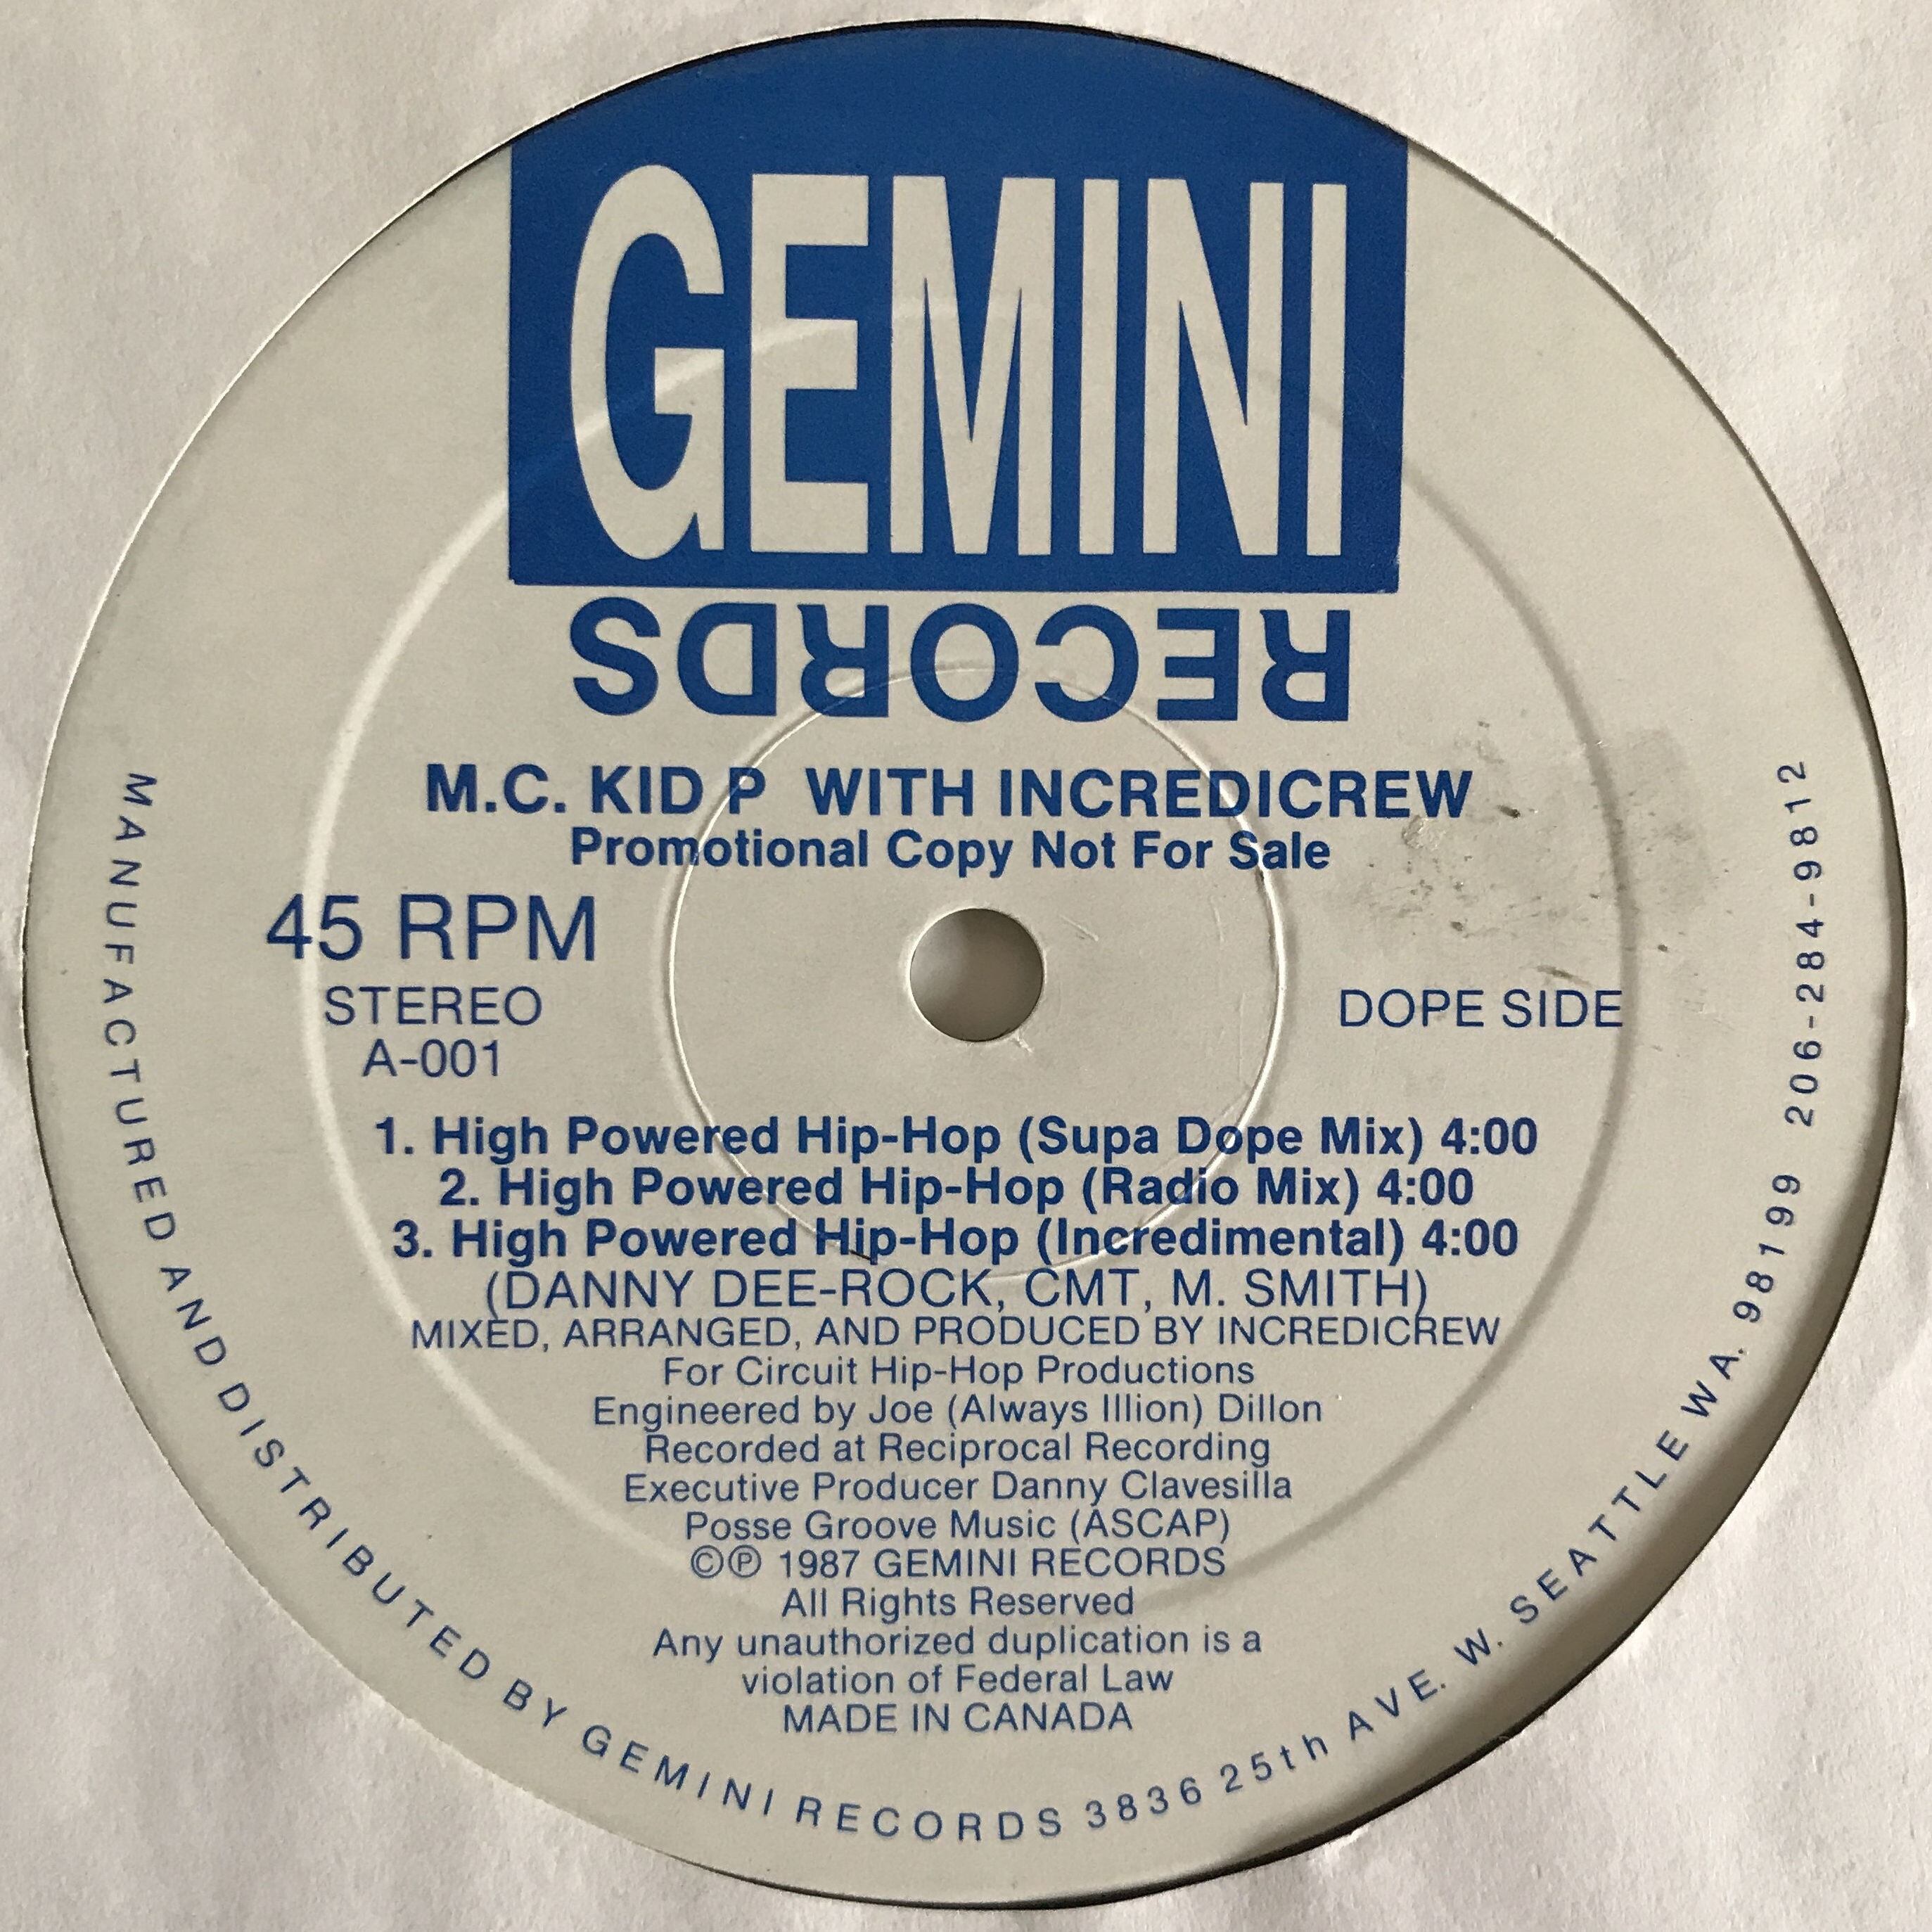 GEMINI
RECORDS
M.C. KID P WITH INCREDICREW
Promotional Copy Not For Sale
45 RPM
STEREO
A-001
DOPE SIDE
1. High Powered Hip-Hop (Supa Dope Mix) 4:00
2. High Powered Hip-Hop (Radio Mix) 4:00
3. High Powered Hip-Hop (Incredimental) 4:00
(DANNY DEE-ROCK, CMT, M. SMITH)
MIXED, ARRANGED, AND PRODUCED BY INCREDICREW
For Circuit Hip-Hop Productions
Engineered by Joe (Always Illion) Dillon
Recorded at Reciprocal Recording
Executive Producer Danny Clavesilla
Posse Groove Music (ASCAP)
©℗ 1987 GEMINI RECORDS
All Rights Reserved
Any unauthorized duplication is a
violation of Federal Law
MADE IN CANADA
MANUFACTURED AND DISTRIBUTED BY GEMINI RECORDS 3836 25th AVE. W. SEATTLE WA. 98199 206-284-9812